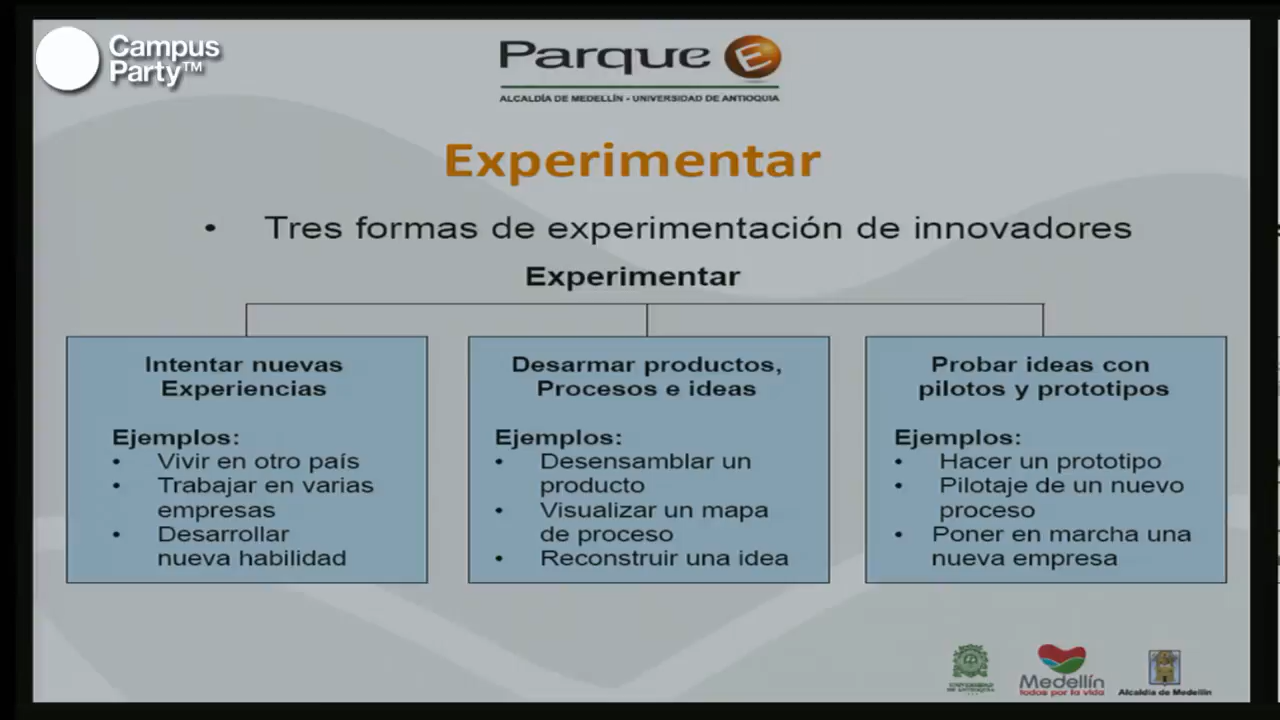 Campus
Party™
Parque E
ALCALDÍA DE MEDELLÍN - UNIVERSIDAD DE ANTIOQUIA
Experimentar
• Tres formas de experimentación de innovadores
Experimentar
Intentar nuevas
Experiencias
Ejemplos:
• Vivir en otro país
• Trabajar en varias
empresas
• Desarrollar
nueva habilidad
Desarmar productos,
Procesos e ideas
Ejemplos:
• Desensamblar un
producto
• Visualizar un mapa
de proceso
• Reconstruir una idea
Probar ideas con
pilotos y prototipos
Ejemplos:
• Hacer un prototipo
• Pilotaje de un nuevo
proceso
• Poner en marcha una
nueva empresa
UNIVERSIDAD
DE ANTIOQUIA
Medellín
todos por la vida
Alcaldía de Medellín